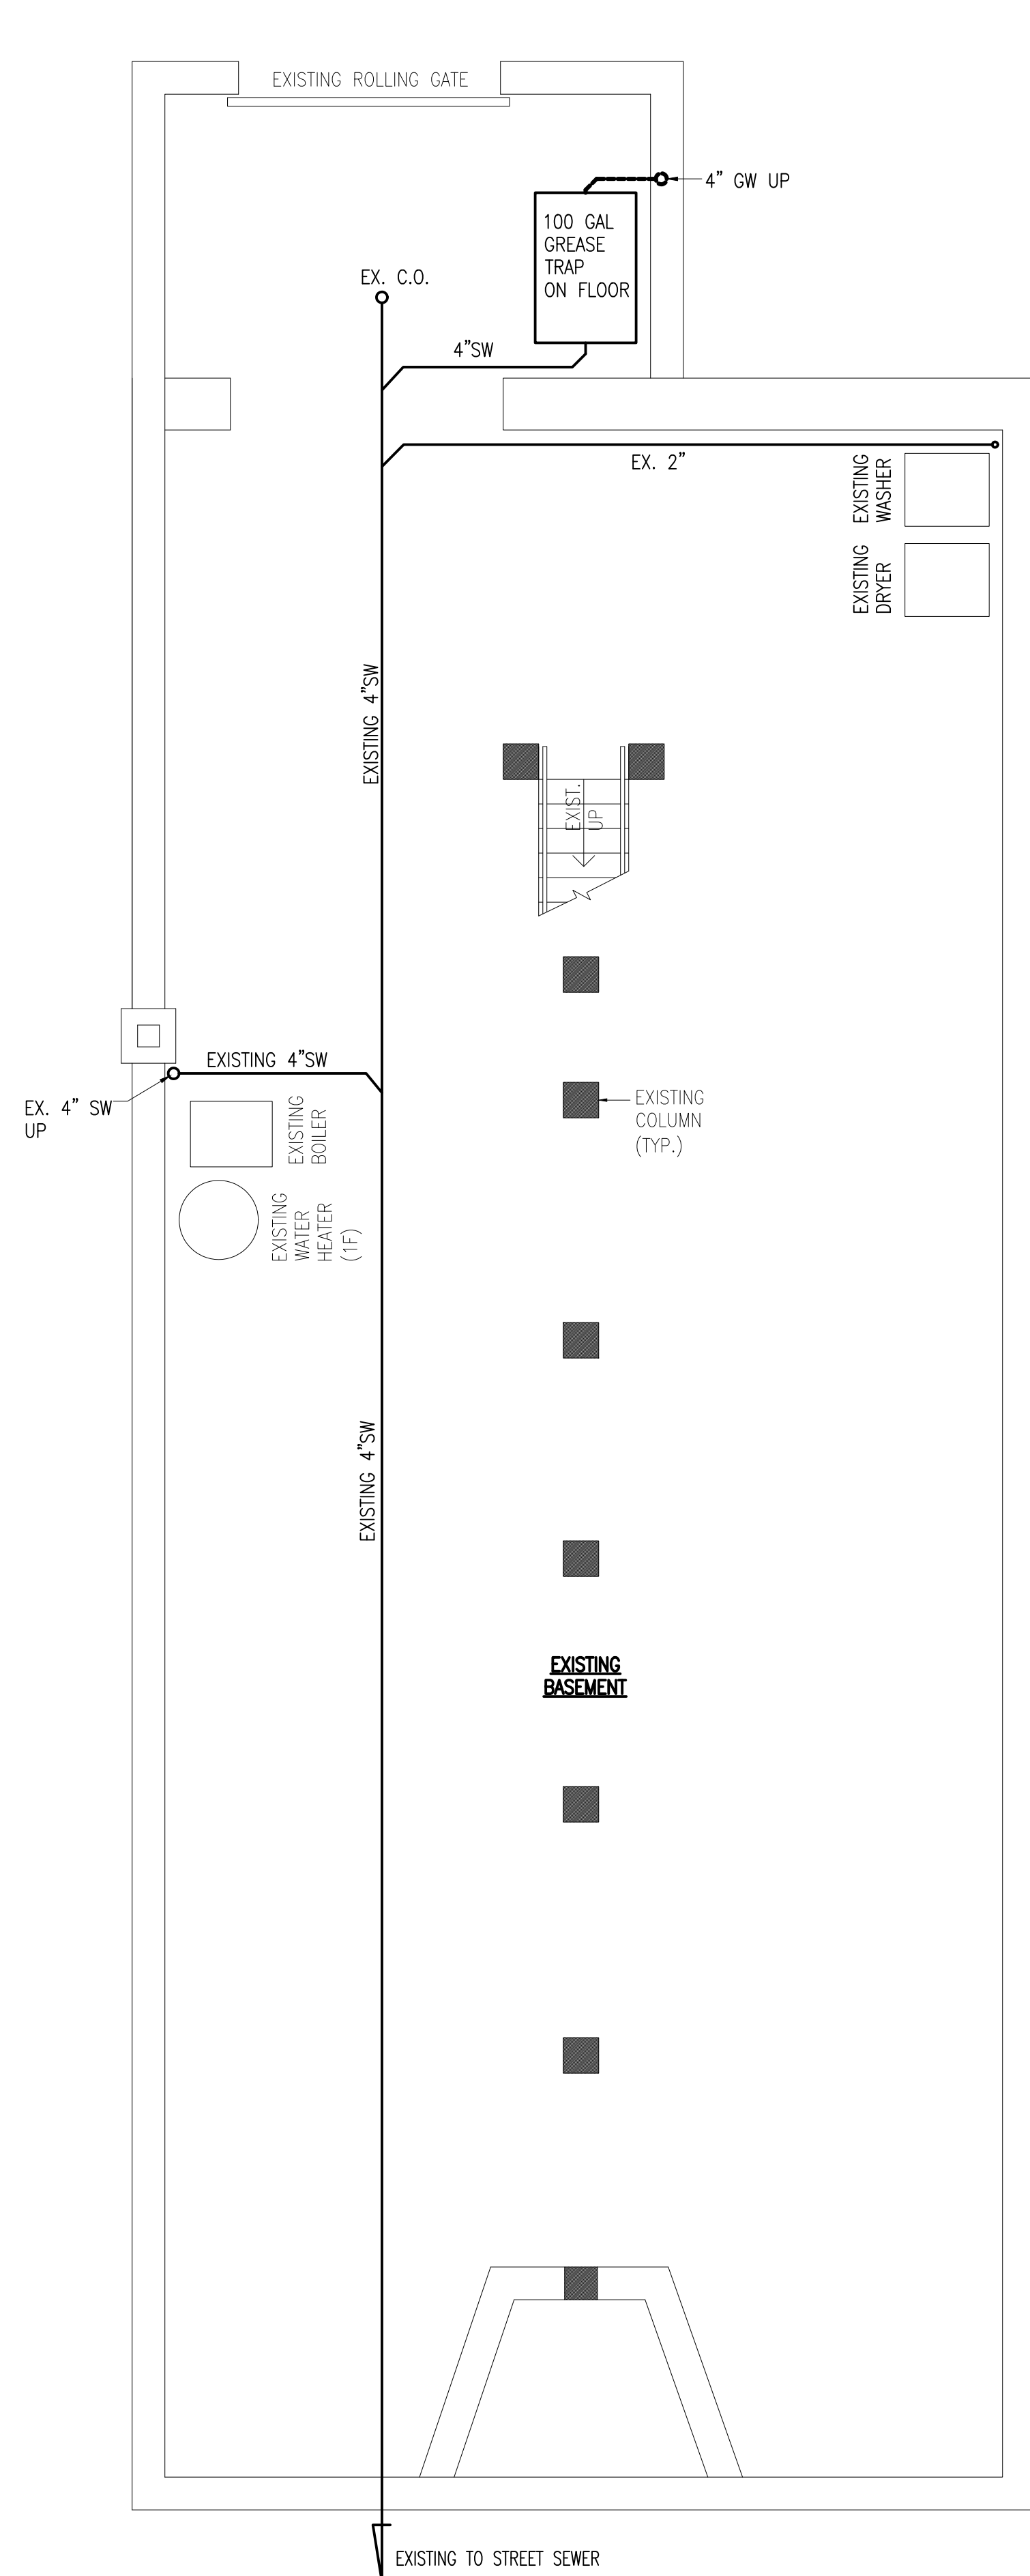 EXISTING ROLLING GATE
4" GW UP
100 GAL
GREASE
TRAP
ON FLOOR
EX. C.O.
4"SW
EX. 2"
EXISTING
WASHER
EXISTING
DRYER
EXISTING 4"SW
EXIST.
UP
EXISTING 4"SW
EX. 4" SW
UP
EXISTING
BOILER
EXISTING
COLUMN
(TYP.)
EXISTING
WATER
HEATER
(1F)
EXISTING 4"SW
EXISTING
BASEMENT
EXISTING TO STREET SEWER